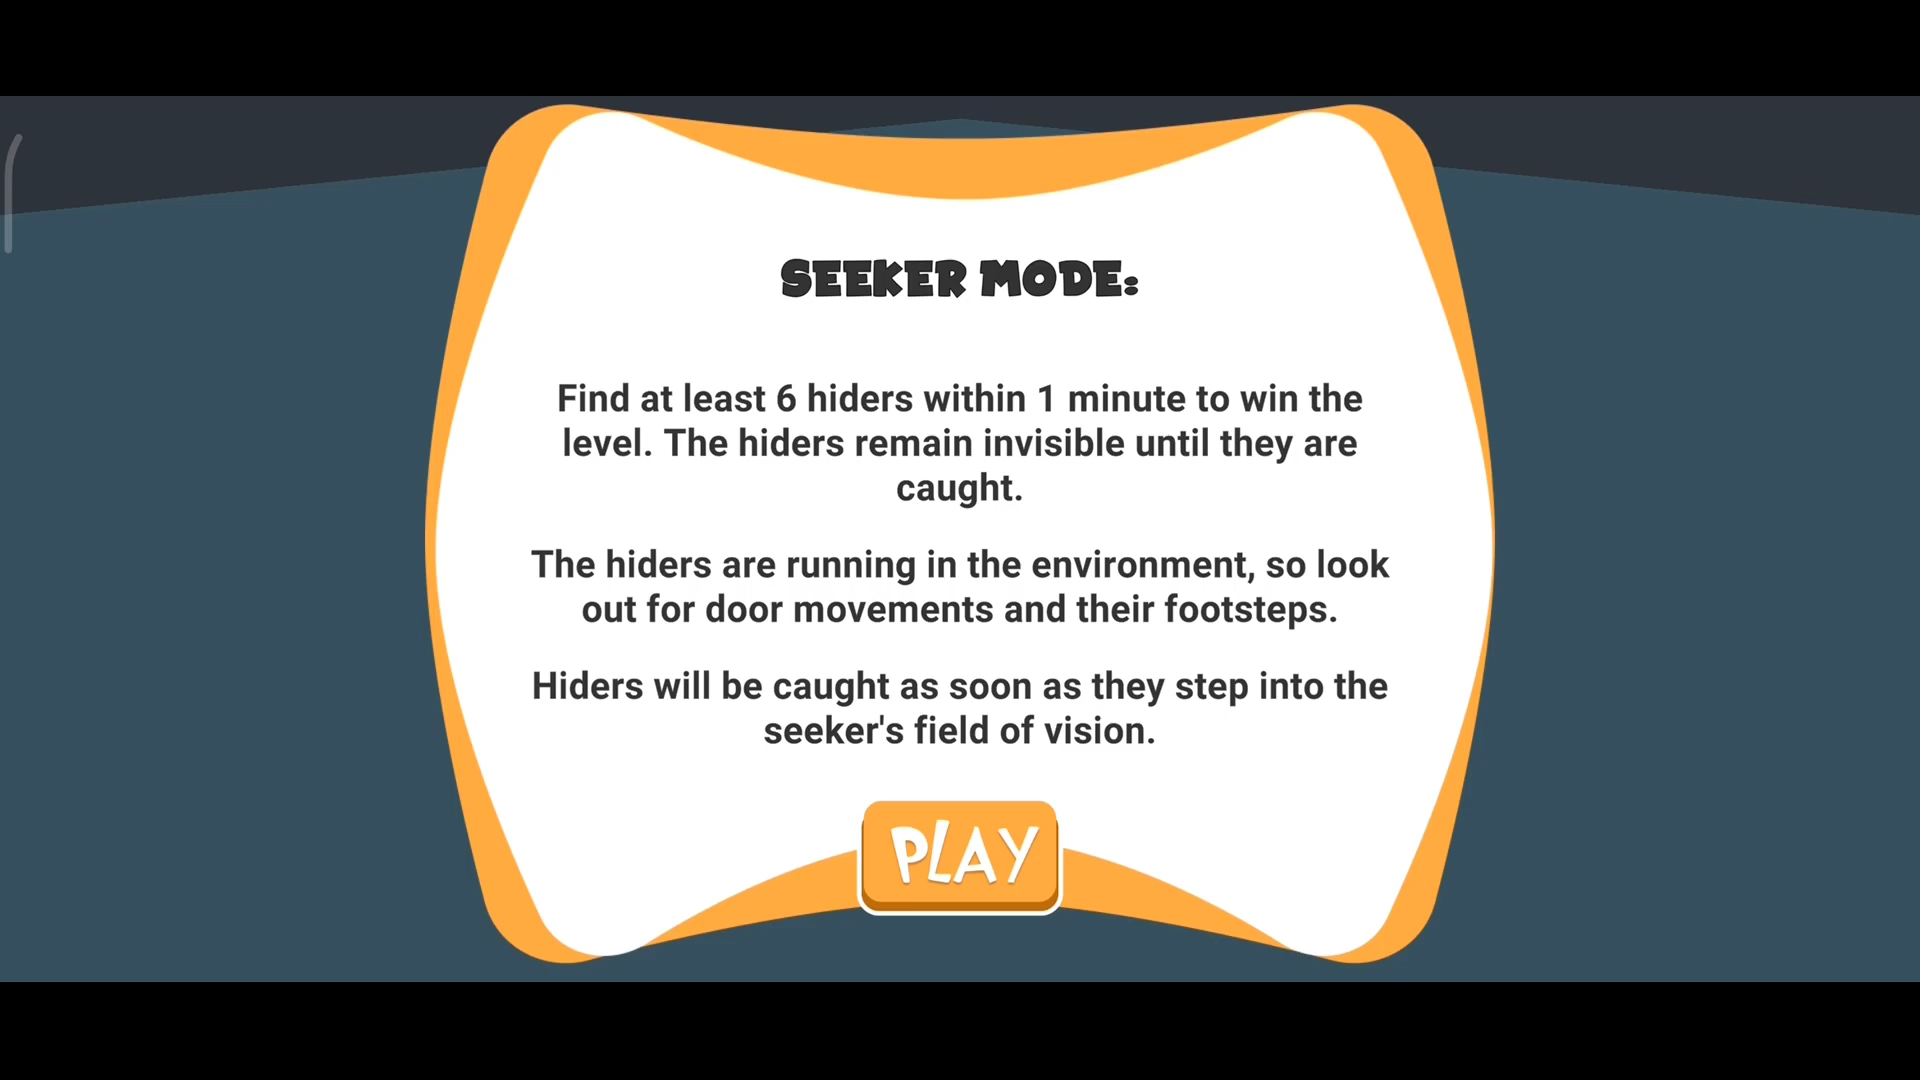 SEEKER MODE:
Find at least 6 hiders within 1 minute to win the
level. The hiders remain invisible until they are
caught.
The hiders are running in the environment, so look
out for door movements and their footsteps.
Hiders will be caught as soon as they step into the
seeker's field of vision.
PLAY